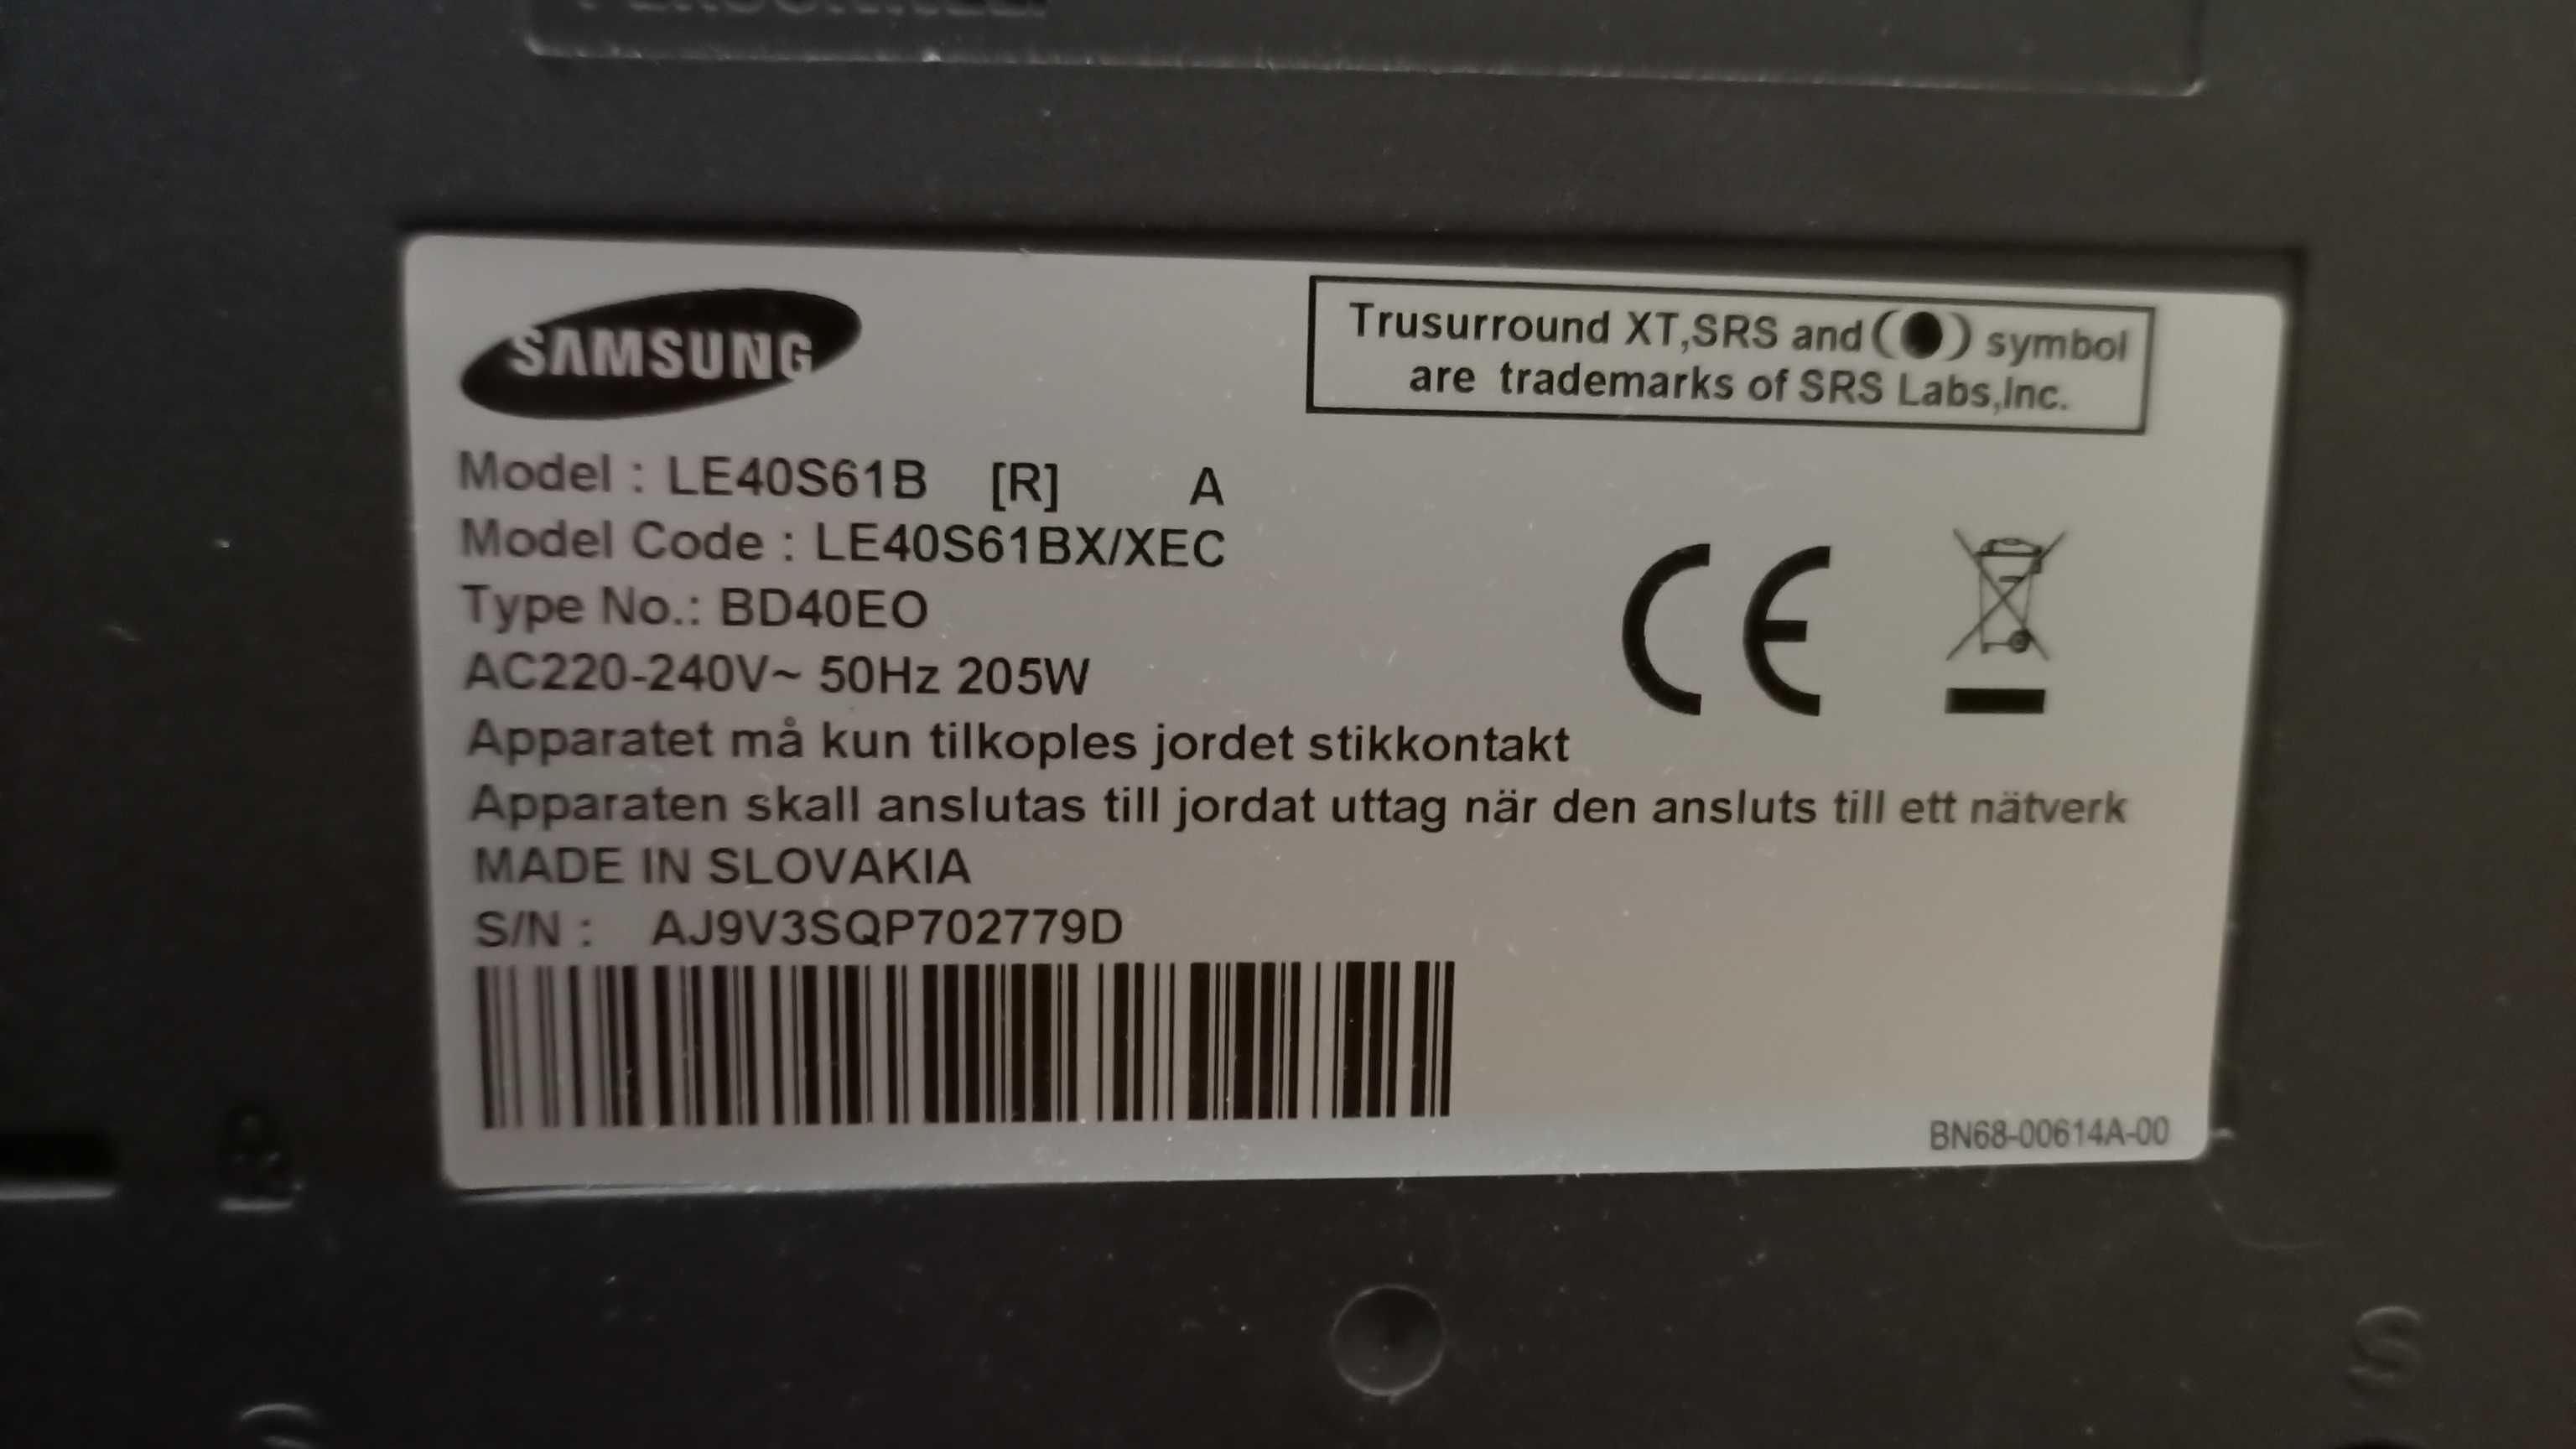 SAMSUNG
Trusurround XT,SRS and (●) symbol
are trademarks of SRS Labs,Inc.
Model : LE40S61B [R] A
Model Code : LE40S61BX/XEC
Type No.: BD40EO
AC220-240V~ 50Hz 205W
Apparatet må kun tilkoples jordet stikkontakt
Apparaten skall anslutas till jordat uttag när den ansluts till ett nätverk
MADE IN SLOVAKIA
S/N : AJ9V3SQP702779D
CE
BN68-00614A-00
S